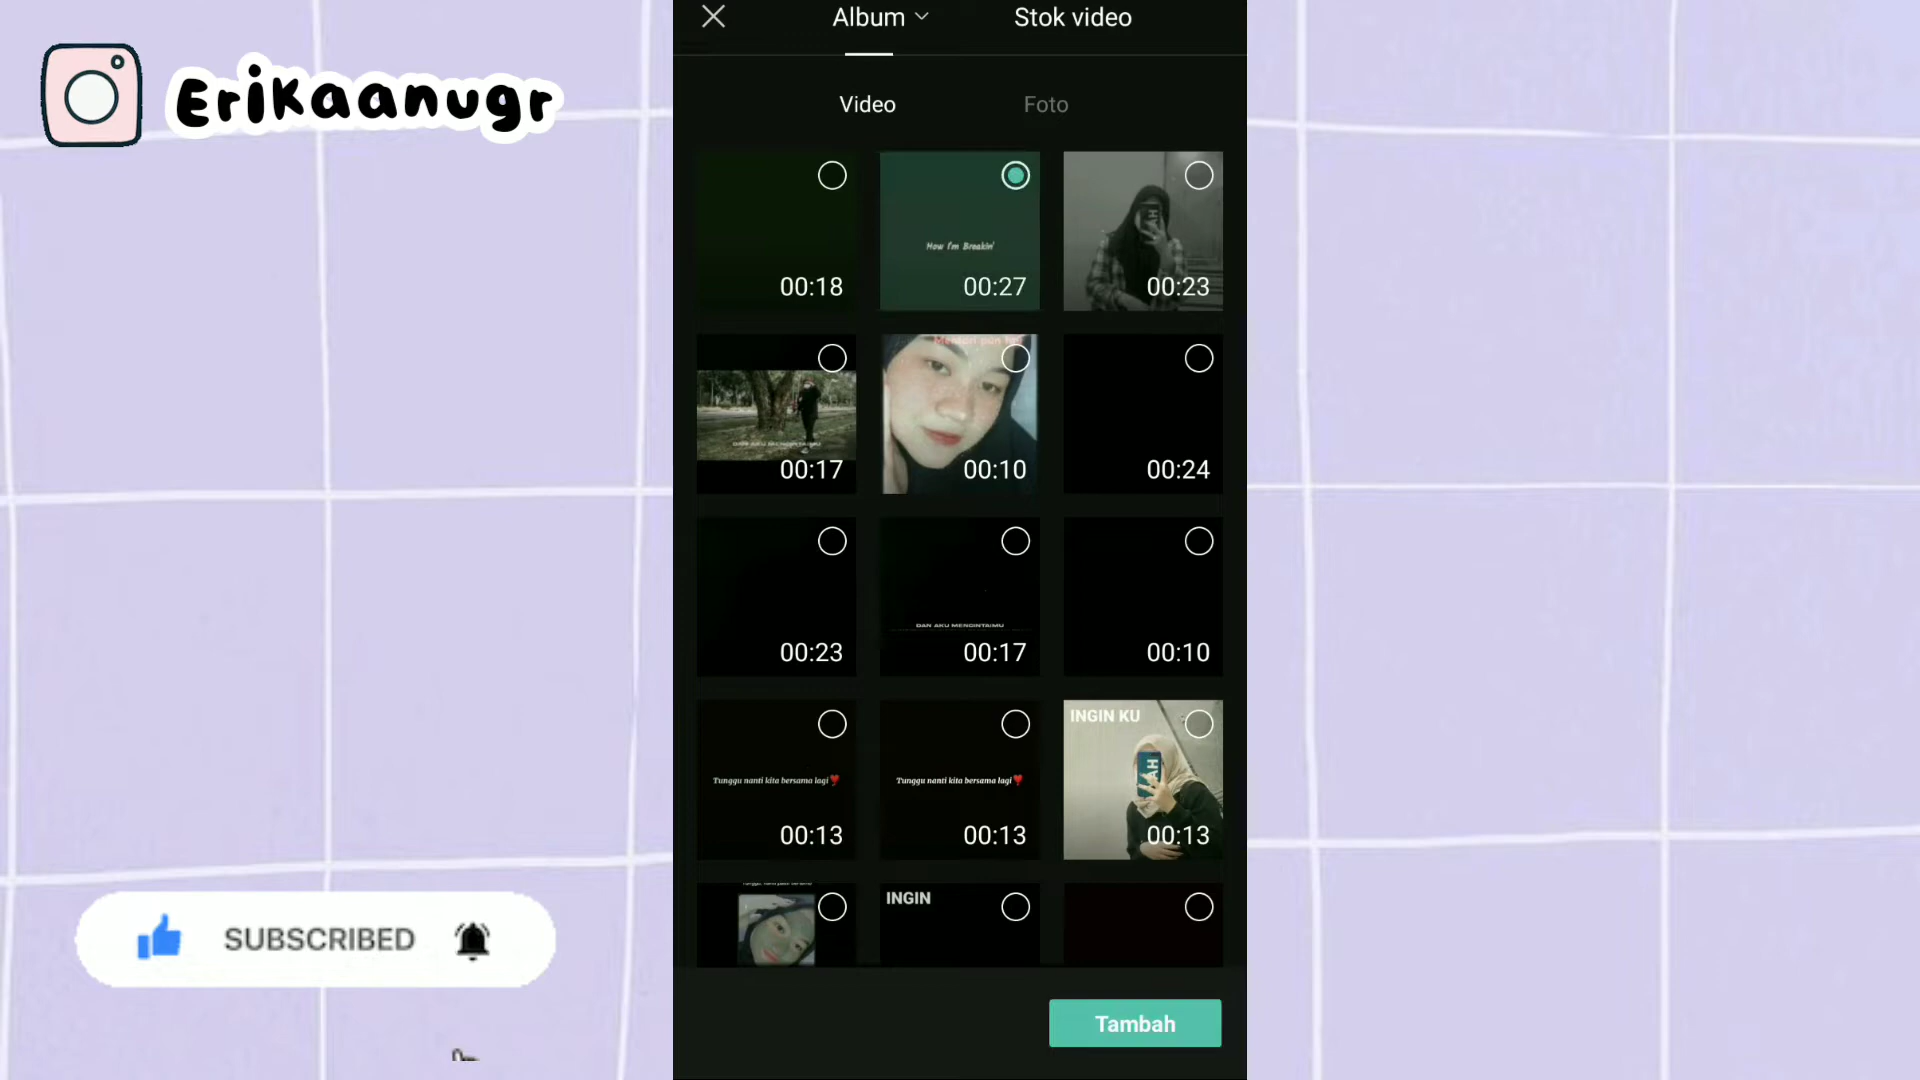 Erikaanugr
Album
Stok video
Video
Foto
How I'm Breakin'
00:18
00:27
00:23
00:17
00:10
00:24
00:23
DAN AKU MENCINTAIMU
00:17
00:10
INGIN KU
Tunggu nanti kita bersama lagi
Tunggu nanti kita bersama lagi
00:13
00:13
00:13
INGIN
SUBSCRIBED
Tambah